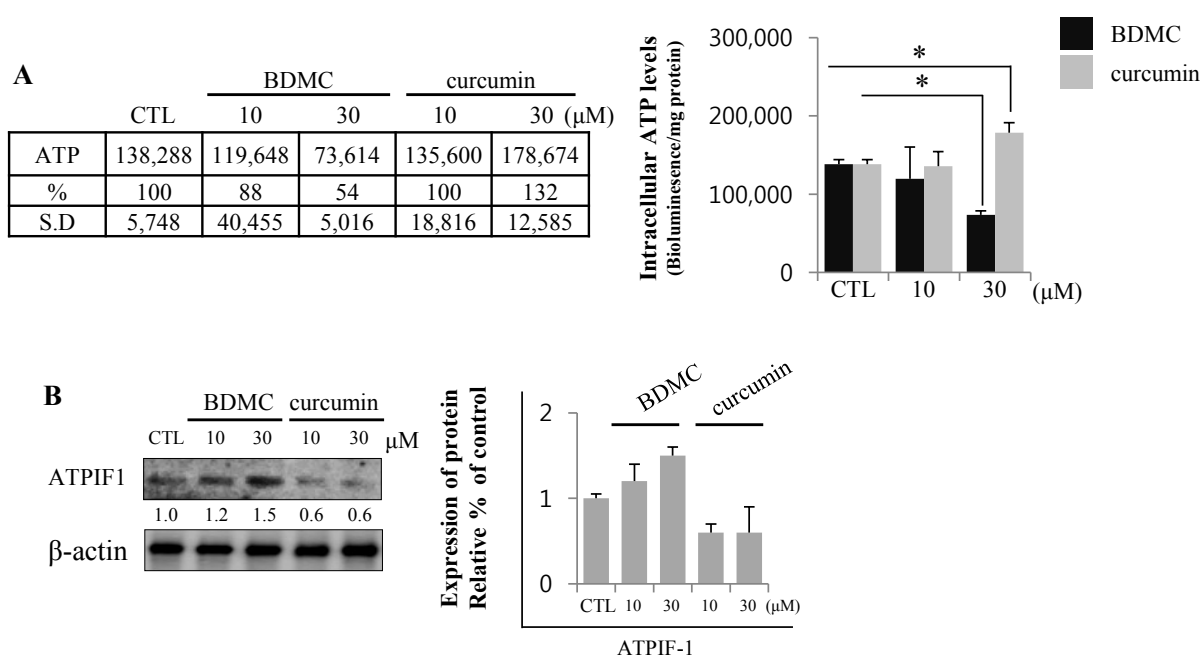 A
BDMC curcumin
CTL 10 30 10 30 (μM)
ATP 138,288 119,648 73,614 135,600 178,674
% 100 88 54 100 132
S.D 5,748 40,455 5,016 18,816 12,585
Intracellular ATP levels
(Bioluminesence/mg protein)
300,000
200,000
100,000
0
* 
*
CTL 10 30 (μM)
BDMC
curcumin
B
BDMC curcumin
CTL 10 30 10 30 μM
ATPIF1
1.0 1.2 1.5 0.6 0.6
β-actin
Expression of protein
Relative % of control
2
1
0
BDMC
curcumin
CTL 10 30 10 30 (μM)
ATPIF-1